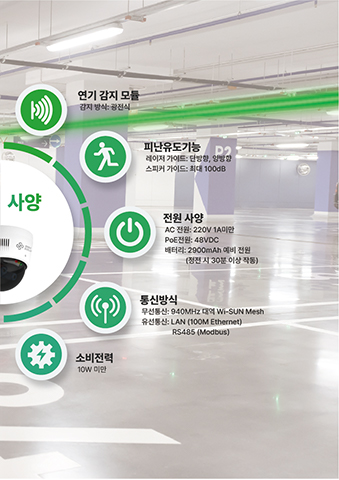 P2
연기 감지 모듈
감지 방식: 광전식
피난유도기능
레이저 가이드: 단방향, 양방향
스피커 가이드: 최대 100dB
사양
전원 사양
AC 전원: 220V 1A미만
PoE전원: 48VDC
배터리: 2900mAh 예비 전원
(정전 시 30분 이상 작동)
통신방식
무선통신: 940MHz 대역 Wi-SUN Mesh
유선통신: LAN (100M Ethernet)
RS485 (Modbus)
소비전력
10W 미만